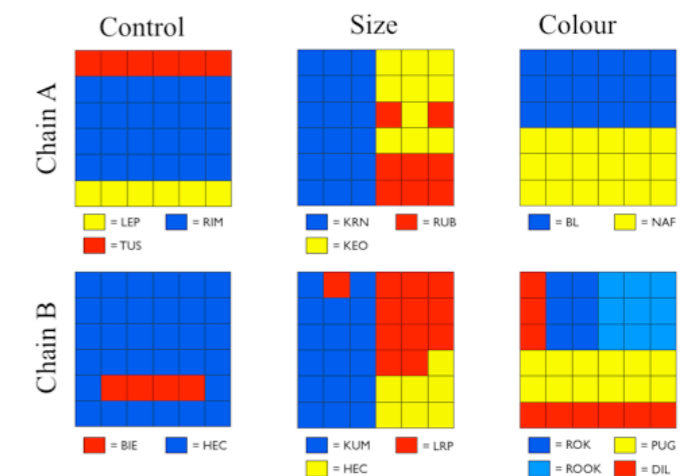 Control Size Colour
Chain A
= LEP = RIM
= TUS
= KRN = RUB
= KEO
= BL = NAF
Chain B
= BIE = HEC
= KUM = LRP
= HEC
= ROK = PUG
= ROOK = DIL